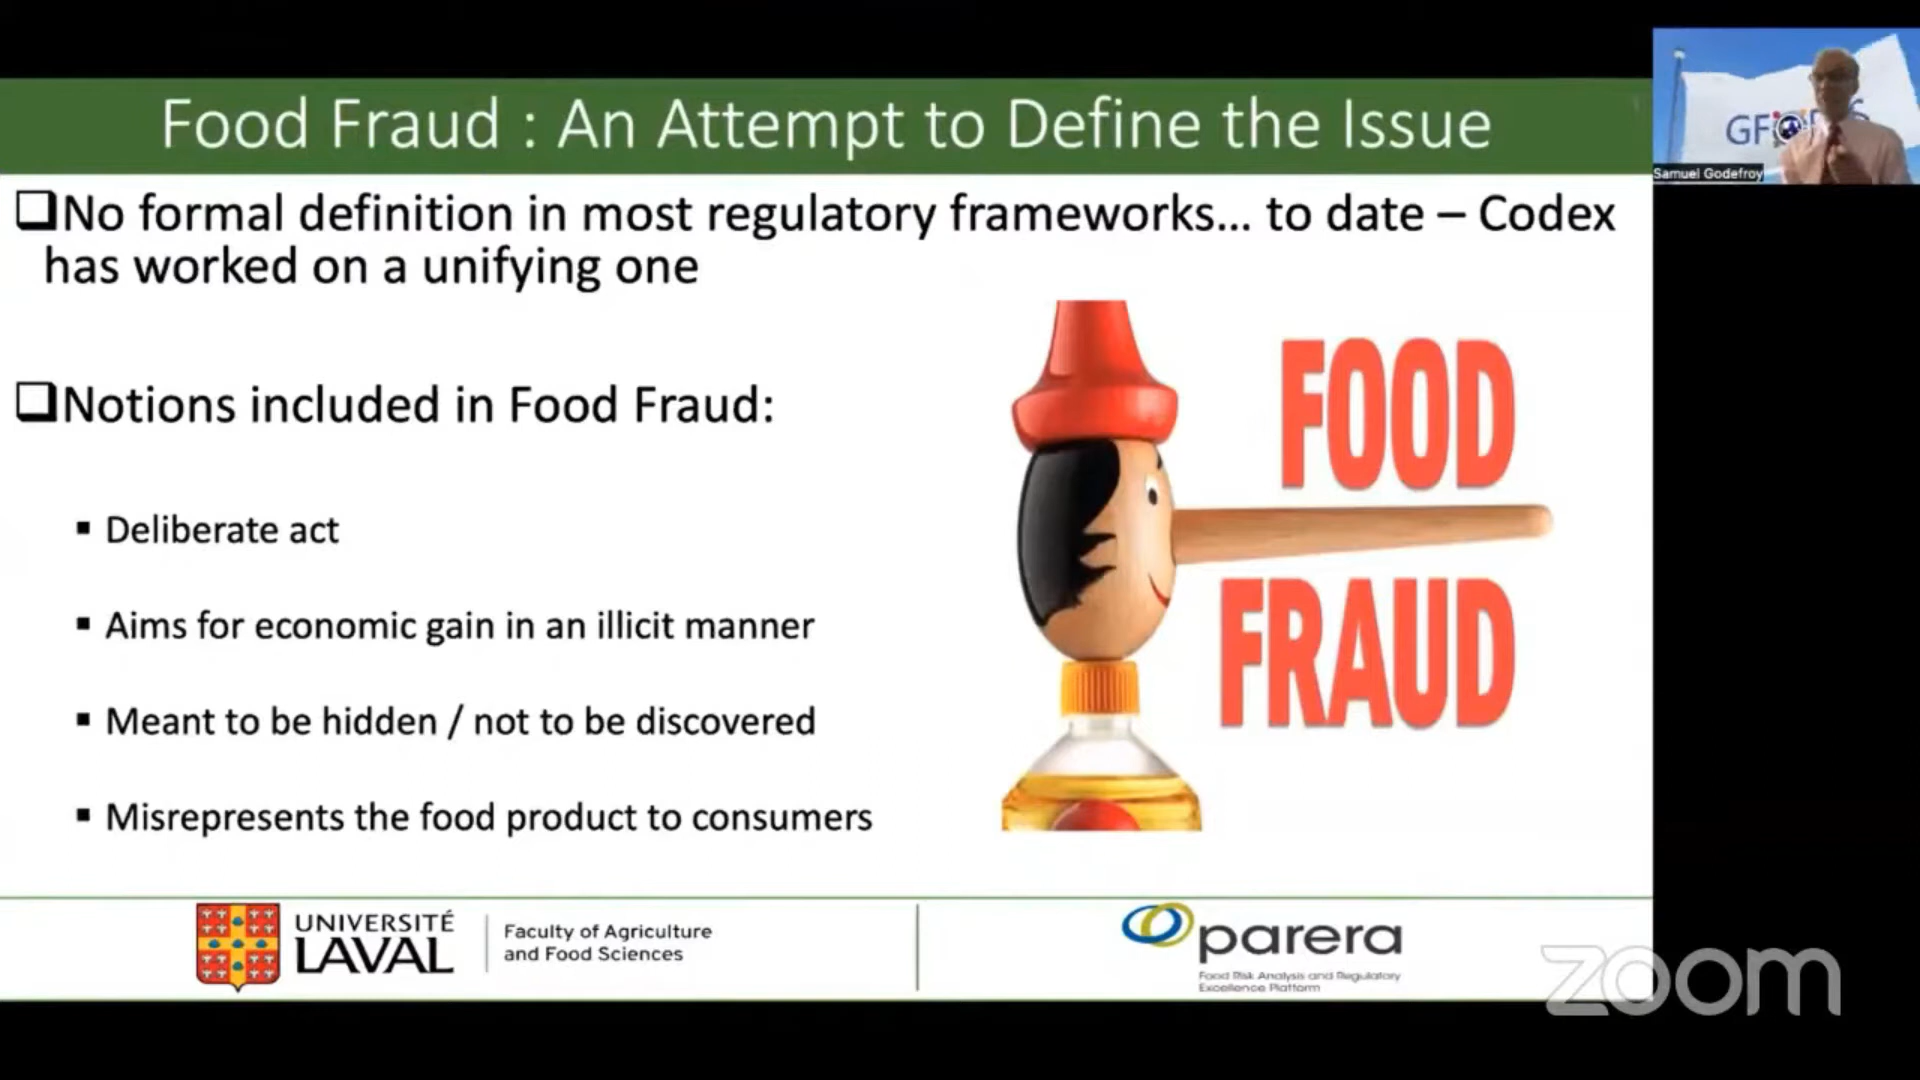 Food Fraud : An Attempt to Define the Issue
Samuel Godefroy
No formal definition in most regulatory frameworks... to date – Codex
has worked on a unifying one
Notions included in Food Fraud:
Deliberate act
Aims for economic gain in an illicit manner
Meant to be hidden / not to be discovered
Misrepresents the food product to consumers
FOOD
FRAUD
UNIVERSITÉ
LAVAL
Faculty of Agriculture
and Food Sciences
parera
Food Risk Analysis and Regulatory
Excellence Platform
zoom